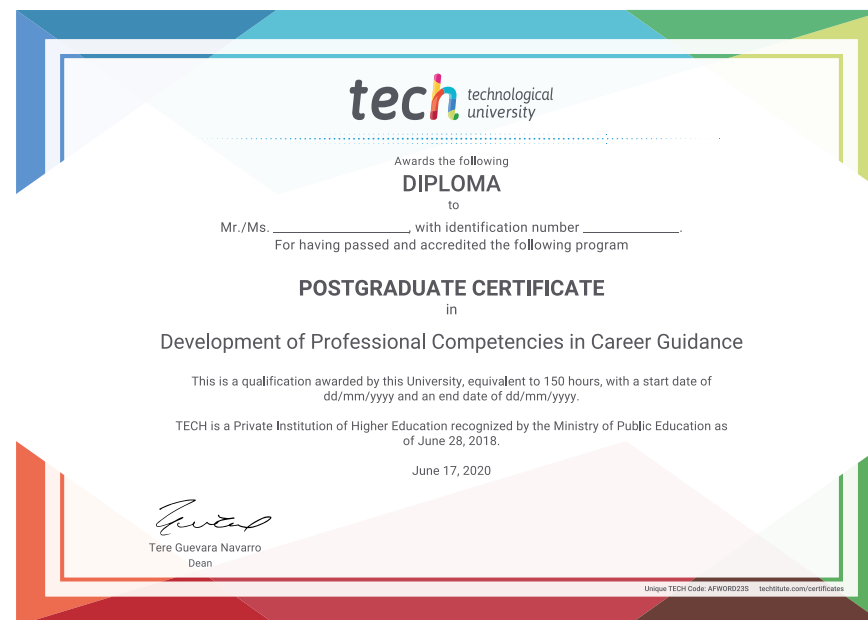 tech technological
university
Awards the following
DIPLOMA
to
Mr./Ms. ____________________, with identification number ______________.
For having passed and accredited the following program
POSTGRADUATE CERTIFICATE
in
Development of Professional Competencies in Career Guidance
This is a qualification awarded by this University, equivalent to 150 hours, with a start date of
dd/mm/yyyy and an end date of dd/mm/yyyy.
TECH is a Private Institution of Higher Education recognized by the Ministry of Public Education as
of June 28, 2018.
June 17, 2020
Tere Guevara Navarro
Dean
Unique TECH Code: AFWORD23S techtitute.com/certificates